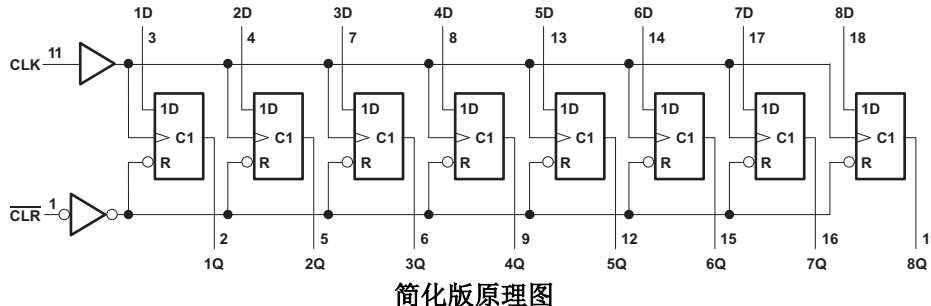 1D 2D 3D 4D 5D 6D 7D 8D
3 4 7 8 13 14 17 18
CLK 11
1D 1D 1D 1D 1D 1D 1D 1D
C1 C1 C1 C1 C1 C1 C1 C1
R R R R R R R R
CLR 1
2 5 6 9 12 15 16
1Q 2Q 3Q 4Q 5Q 6Q 7Q 8Q
简化版原理图